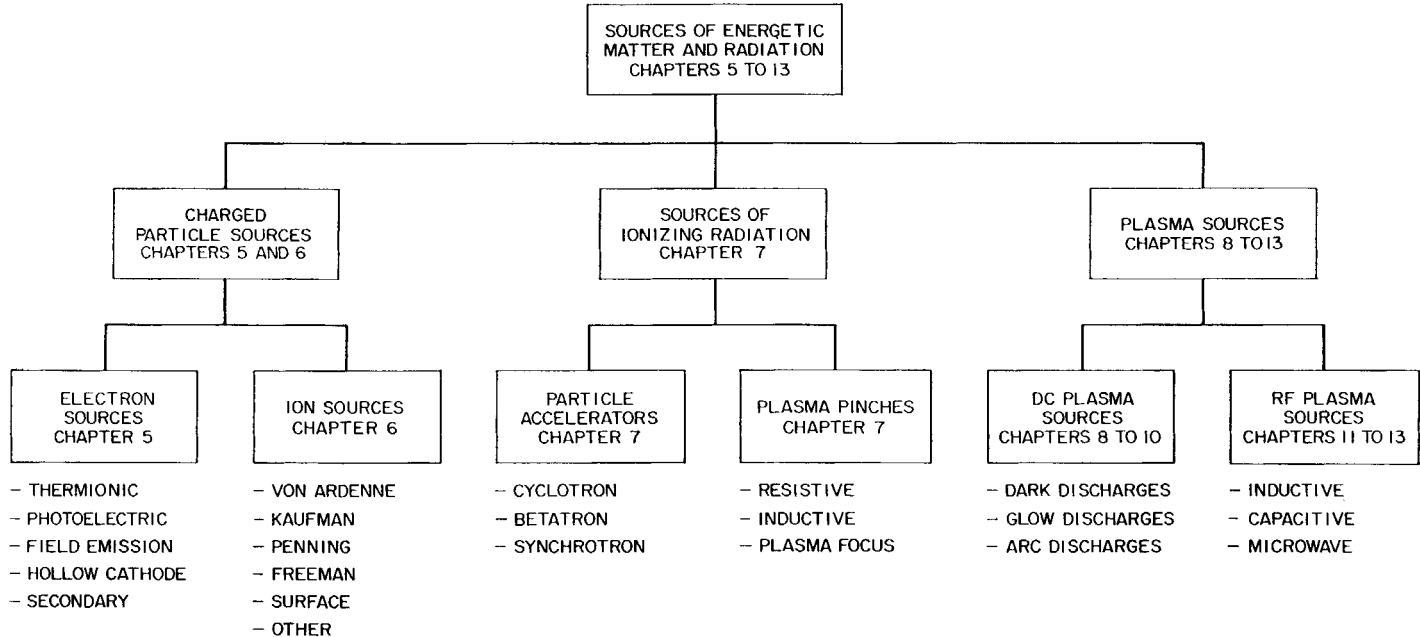 SOURCES OF ENERGETIC
MATTER AND RADIATION
CHAPTERS 5 TO 13
CHARGED
PARTICLE SOURCES
CHAPTERS 5 AND 6
SOURCES OF
IONIZING RADIATION
CHAPTER 7
PLASMA SOURCES
CHAPTERS 8 TO 13
ELECTRON
SOURCES
CHAPTER 5
ION SOURCES
CHAPTER 6
PARTICLE
ACCELERATORS
CHAPTER 7
PLASMA PINCHES
CHAPTER 7
DC PLASMA
SOURCES
CHAPTERS 8 TO 10
RF PLASMA
SOURCES
CHAPTERS 11 TO 13
– THERMIONIC
– PHOTOELECTRIC
– FIELD EMISSION
– HOLLOW CATHODE
– SECONDARY
– VON ARDENNE
– KAUFMAN
– PENNING
– FREEMAN
– SURFACE
– OTHER
– CYCLOTRON
– BETATRON
– SYNCHROTRON
– RESISTIVE
– INDUCTIVE
– PLASMA FOCUS
– DARK DISCHARGES
– GLOW DISCHARGES
– ARC DISCHARGES
– INDUCTIVE
– CAPACITIVE
– MICROWAVE